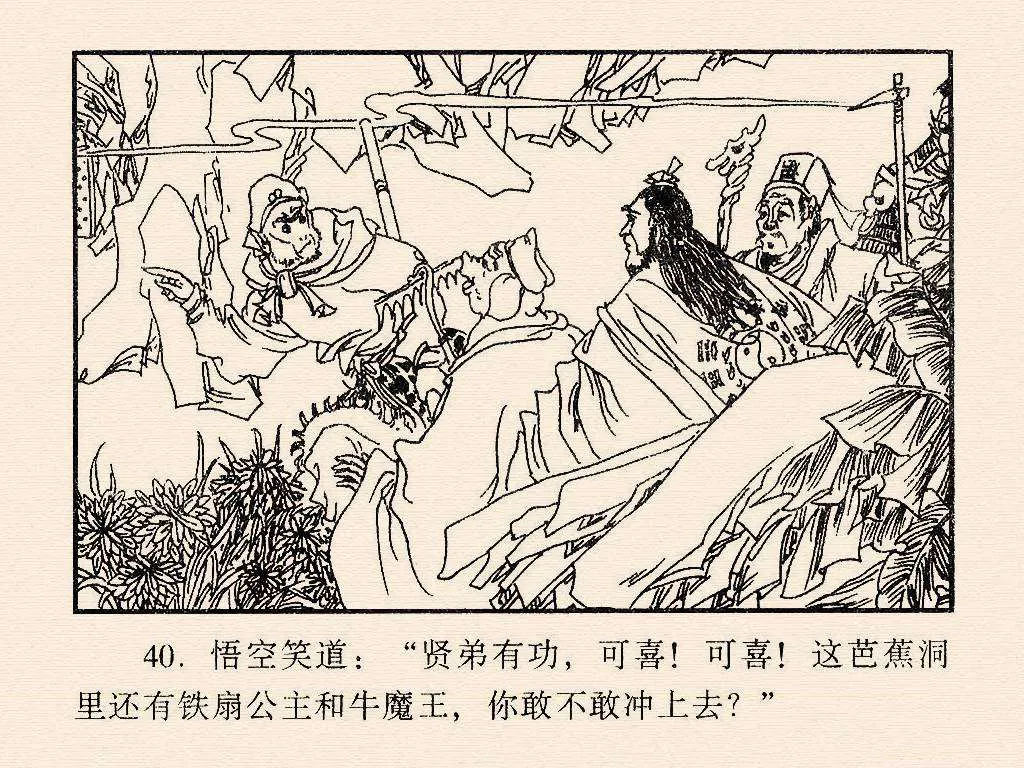 40. 悟空笑道：“贤弟有功，可喜！可喜！这芭蕉洞
里还有铁扇公主和牛魔王，你敢不敢冲上去？”